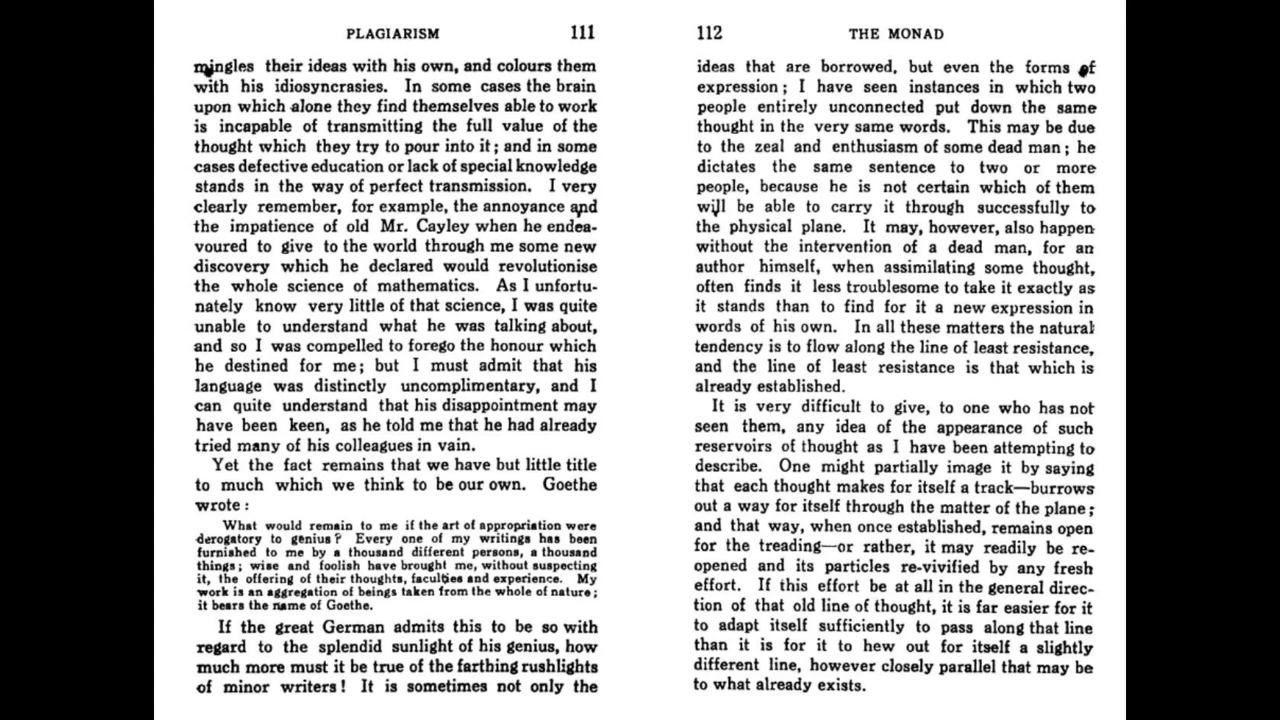 PLAGIARISM 111
mingles their ideas with his own, and colours them
with his idiosyncrasies. In some cases the brain
upon which alone they find themselves able to work
is incapable of transmitting the full value of the
thought which they try to pour into it; and in some
cases defective education or lack of special knowledge
stands in the way of perfect transmission. I very
clearly remember, for example, the annoyance and
the impatience of old Mr. Cayley when he endea-
voured to give to the world through me some new
discovery which he declared would revolutionise
the whole science of mathematics. As I unfortu-
nately know very little of that science, I was quite
unable to understand what he was talking about,
and so I was compelled to forego the honour which
he destined for me; but I must admit that his
language was distinctly uncomplimentary, and I
can quite understand that his disappointment may
have been keen, as he told me that he had already
tried many of his colleagues in vain.
Yet the fact remains that we have but little title
to much which we think to be our own. Goethe
wrote:
What would remain to me if the art of appropriation were
derogatory to genius? Every one of my writings has been
furnished to me by a thousand different persons, a thousand
things; wise and foolish have brought me, without suspecting
it, the offering of their thoughts, faculties and experience. My
work is an aggregation of beings taken from the whole of nature;
it bears the name of Goethe.
If the great German admits this to be so with
regard to the splendid sunlight of his genius, how
much more must it be true of the farthing rushlights
of minor writers! It is sometimes not only the
112 THE MONAD
ideas that are borrowed, but even the forms of
expression; I have seen instances in which two
people entirely unconnected put down the same
thought in the very same words. This may be due
to the zeal and enthusiasm of some dead man; he
dictates the same sentence to two or more
people, because he is not certain which of them
will be able to carry it through successfully to
the physical plane. It may, however, also happen
without the intervention of a dead man, for an
author himself, when assimilating some thought,
often finds it less troublesome to take it exactly as
it stands than to find for it a new expression in
words of his own. In all these matters the natural
tendency is to flow along the line of least resistance,
and the line of least resistance is that which is
already established.
It is very difficult to give, to one who has not
seen them, any idea of the appearance of such
reservoirs of thought as I have been attempting to
describe. One might partially image it by saying
that each thought makes for itself a track—burrows
out a way for itself through the matter of the plane;
and that way, when once established, remains open
for the treading—or rather, it may readily be re-
opened and its particles re-vivified by any fresh
effort. If this effort be at all in the general direc-
tion of that old line of thought, it is far easier for it
to adapt itself sufficiently to pass along that line
than it is for it to hew out for itself a slightly
different line, however closely parallel that may be
to what already exists.